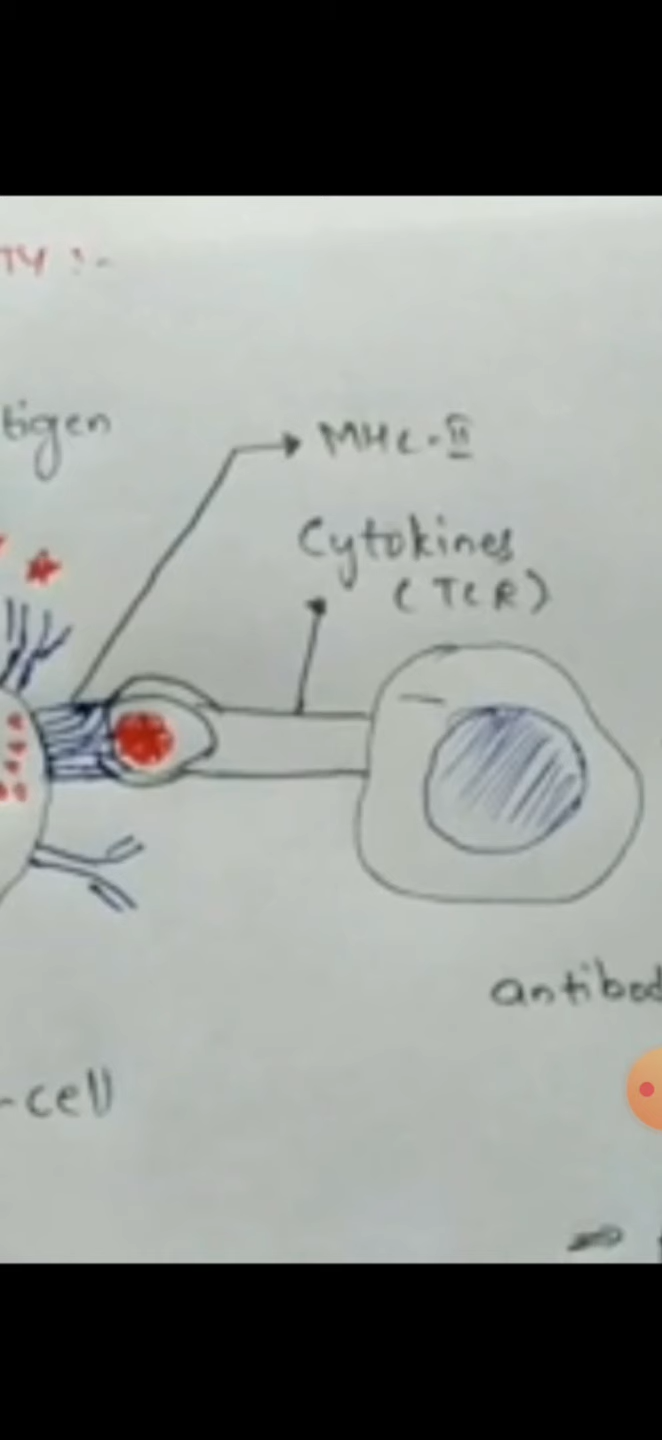 TY :-
tigen
MHC-II
Cytokines
(TCR)
antibod
-cell